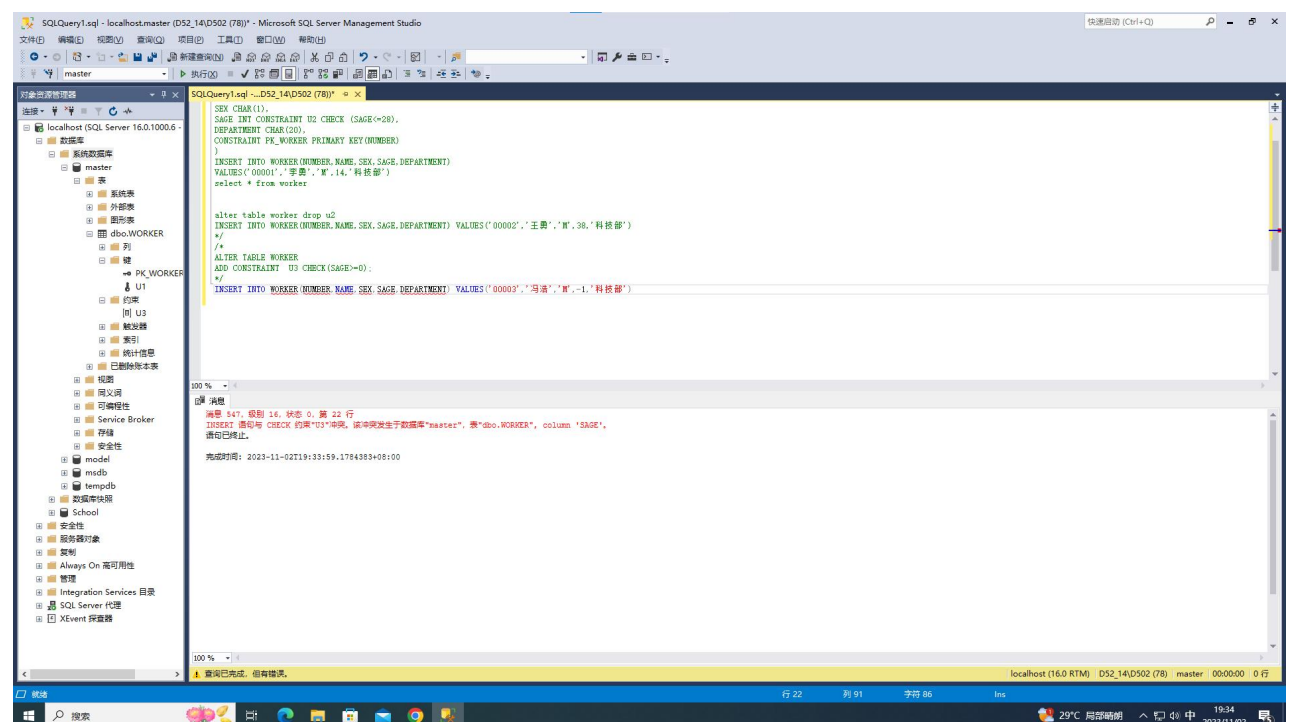 SQLQuery1.sql - localhost.master (D52_14\D502 (78))* - Microsoft SQL Server Management Studio
快速启动 (Ctrl+Q)
文件(F) 编辑(E) 视图(V) 查询(Q) 项目(P) 工具(T) 窗口(W) 帮助(H)
新建查询(N)
master
执行(X)
对象资源管理器
连接
localhost (SQL Server 16.0.1000.6 -
数据库
系统数据库
master
表
系统表
外部表
图形表
dbo.WORKER
列
键
PK_WORKER
U1
约束
U3
触发器
索引
统计信息
已删除账本表
视图
同义词
可编程性
Service Broker
存储
安全性
model
msdb
tempdb
数据库快照
School
安全性
服务器对象
复制
Always On 高可用性
管理
Integration Services 目录
SQL Server 代理
XEvent 探查器
SQLQuery1.sql -...D52_14\D502 (78))*
SEX CHAR(1),
SAGE INT CONSTRAINT U2 CHECK (SAGE<=28),
DEPARTMENT CHAR(20),
CONSTRAINT PK_WORKER PRIMARY KEY(NUMBER)
)
INSERT INTO WORKER(NUMBER,NAME,SEX,SAGE,DEPARTMENT)
VALUES('00001','李勇','M',14,'科技部')
select * from worker
alter table worker drop u2
INSERT INTO WORKER(NUMBER,NAME,SEX,SAGE,DEPARTMENT) VALUES('00002','王勇','M',38,'科技部')
*/
/*
ALTER TABLE WORKER
ADD CONSTRAINT U3 CHECK(SAGE>=0);
*/
INSERT INTO WORKER(NUMBER,NAME,SEX,SAGE,DEPARTMENT) VALUES('00003','冯浩','M',-1,'科技部')
100 %
消息
消息 547，级别 16，状态 0，第 22 行
INSERT 语句与 CHECK 约束"U3"冲突。该冲突发生于数据库"master"，表"dbo.WORKER", column 'SAGE'。
语句已终止。
完成时间: 2023-11-02T19:33:59.1784383+08:00
100 %
查询已完成，但有错误。
localhost (16.0 RTM) D52_14\D502 (78) master 00:00:00 0 行
就绪
行 22 列 91 字符 86 Ins
搜索
29°C 局部晴朗
中
19:34
2023/11/02